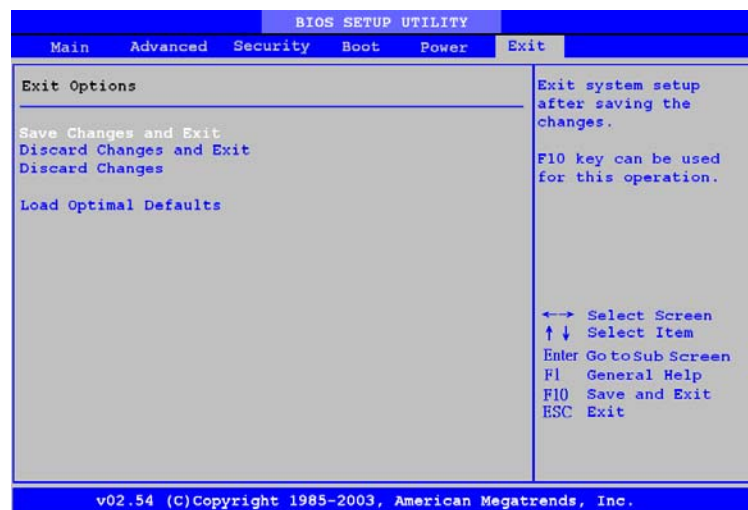 BIOS SETUP UTILITY
Main Advanced Security Boot Power Exit
Exit Options
Save Changes and Exit
Discard Changes and Exit
Discard Changes
Load Optimal Defaults
Exit system setup
after saving the
changes.
F10 key can be used
for this operation.
←→ Select Screen
↑↓ Select Item
Enter Go to Sub Screen
F1 General Help
F10 Save and Exit
ESC Exit
v02.54 (C)Copyright 1985-2003, American Megatrends, Inc.